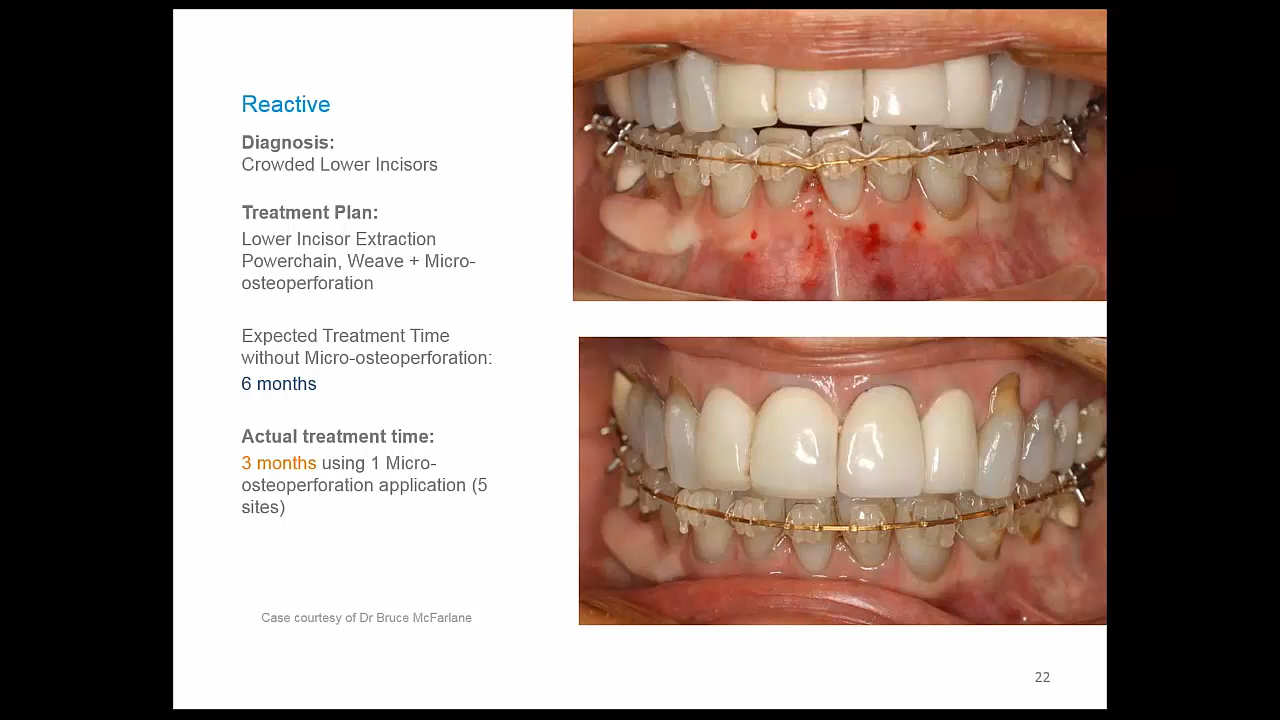 Reactive
Diagnosis:
Crowded Lower Incisors
Treatment Plan:
Lower Incisor Extraction
Powerchain, Weave + Micro-
osteoperforation
Expected Treatment Time
without Micro-osteoperforation:
6 months
Actual treatment time:
3 months using 1 Micro-
osteoperforation application (5
sites)
Case courtesy of Dr Bruce McFarlane
22